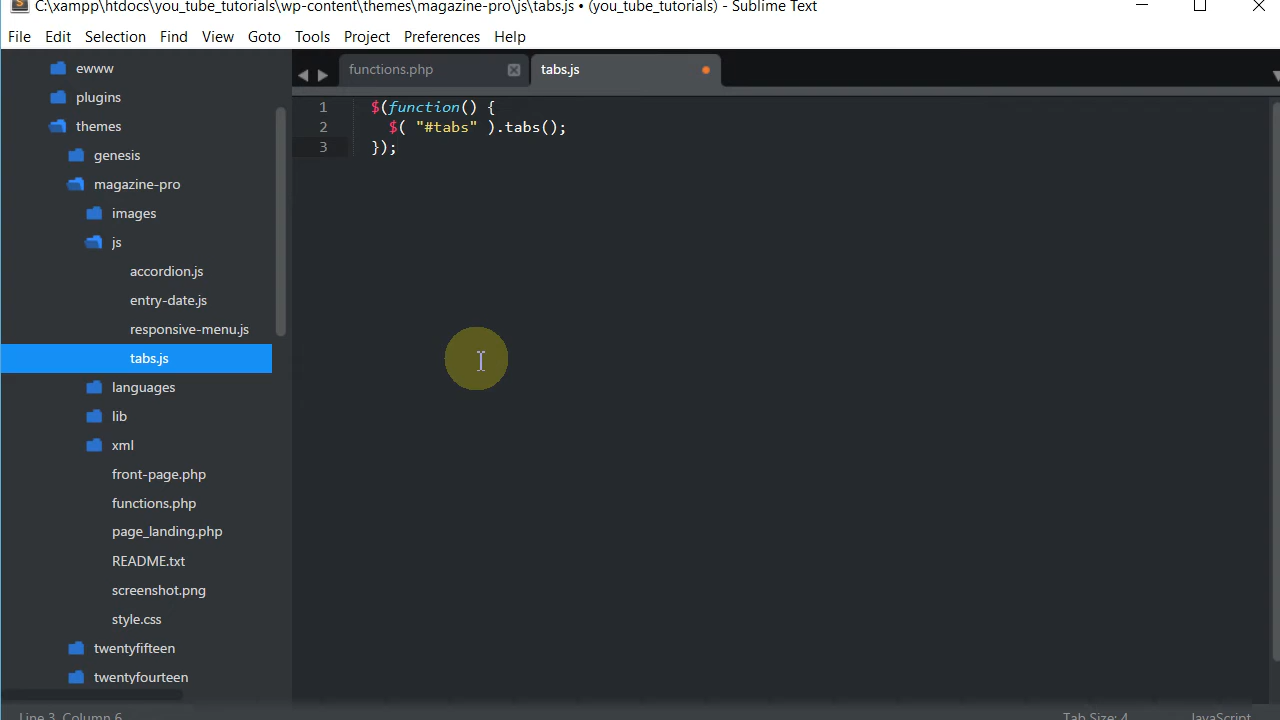 C:\xampp\htdocs\you_tube_tutorials\wp-content\themes\magazine-pro\js\tabs.js • (you_tube_tutorials) - Sublime Text
File Edit Selection Find View Goto Tools Project Preferences Help
ewww
plugins
themes
genesis
magazine-pro
images
js
accordion.js
entry-date.js
responsive-menu.js
tabs.js
languages
lib
xml
front-page.php
functions.php
page_landing.php
README.txt
screenshot.png
style.css
twentyfifteen
twentyfourteen
functions.php tabs.js
1 $(function() {
2 $( "#tabs" ).tabs();
3 });
Line 3, Column 6 Tab Size: 4 JavaScript